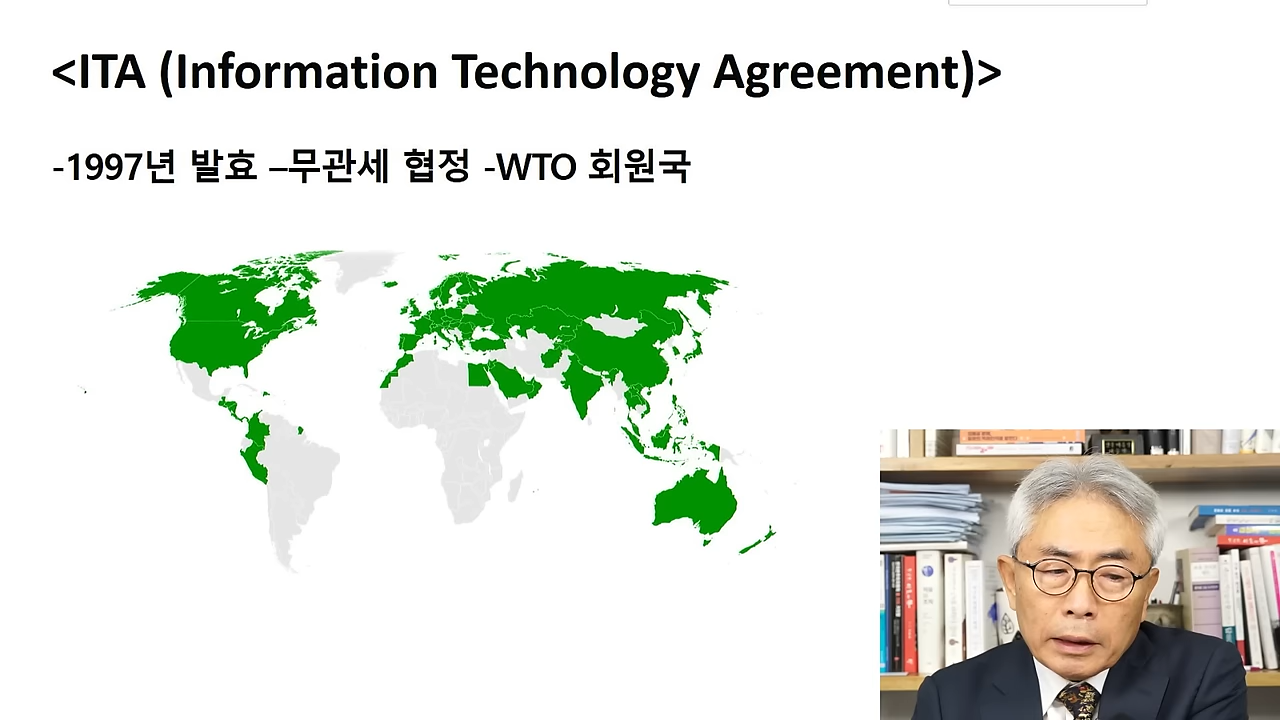 <ITA (Information Technology Agreement)>
-1997년 발효 –무관세 협정 -WTO 회원국